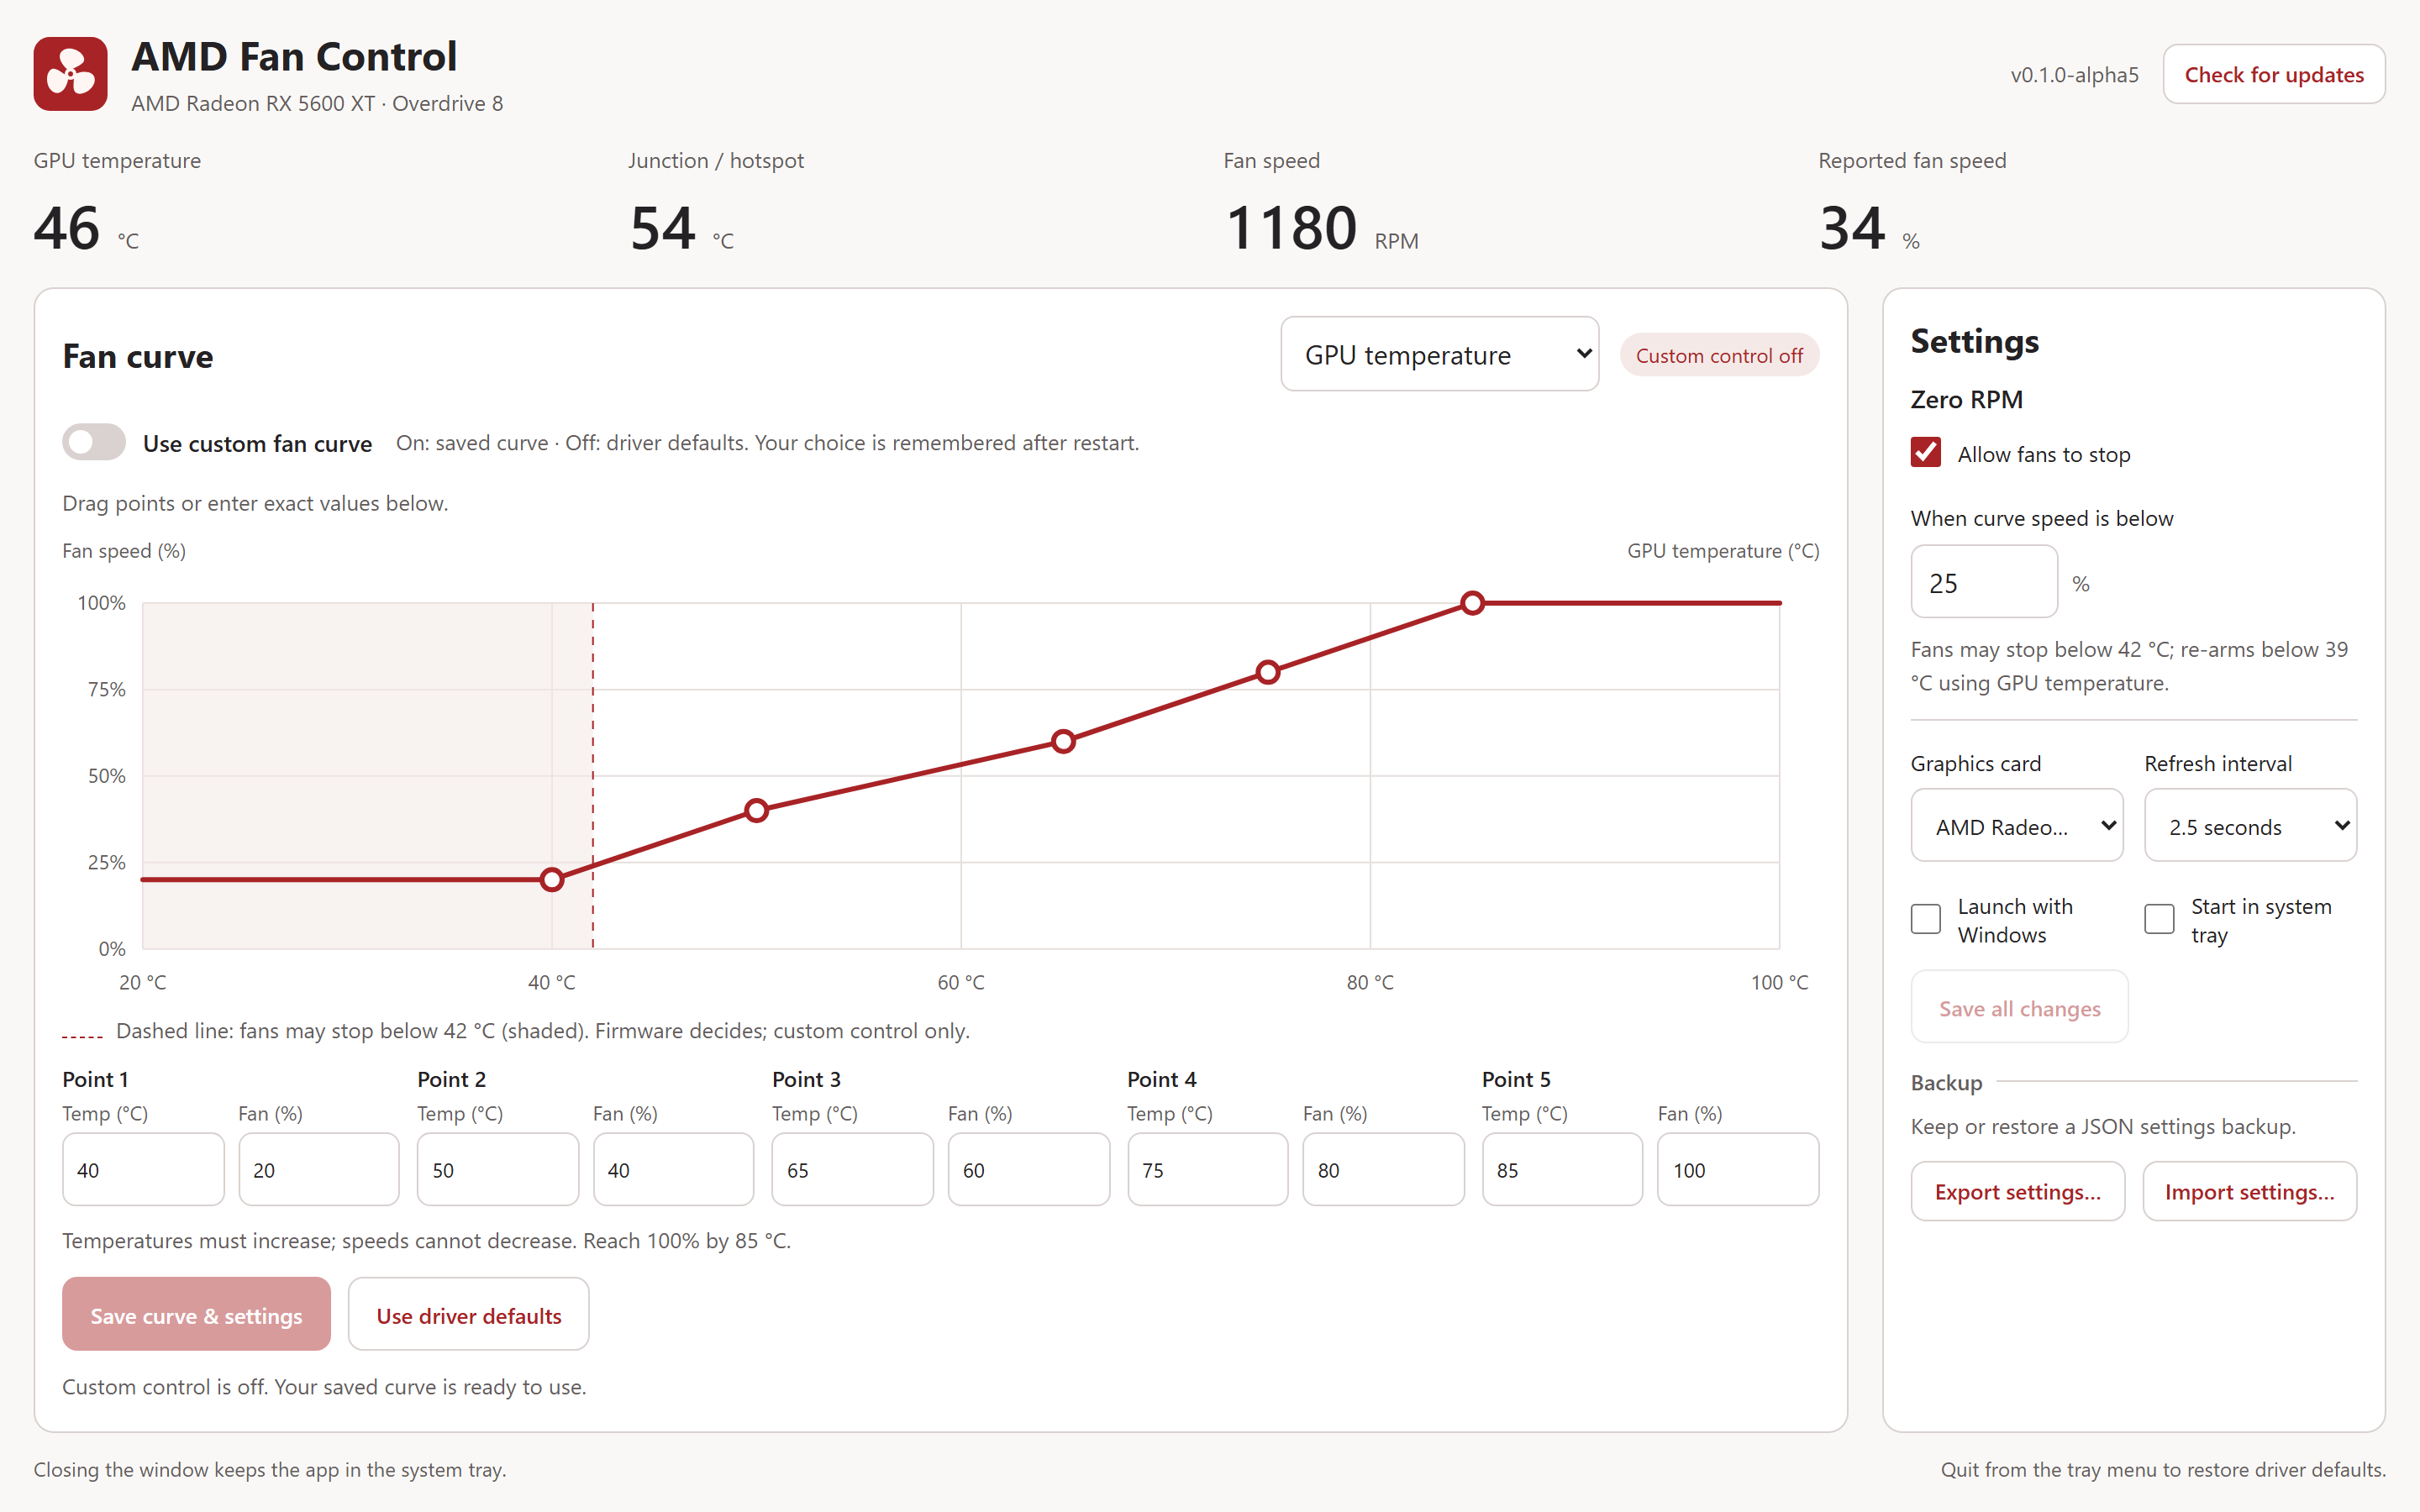 AMD Fan Control
AMD Radeon RX 5600 XT · Overdrive 8
v0.1.0-alpha5
Check for updates
GPU temperature
46 °C
Junction / hotspot
54 °C
Fan speed
1180 RPM
Reported fan speed
34 %
Fan curve
GPU temperature
Custom control off
Use custom fan curve
On: saved curve · Off: driver defaults. Your choice is remembered after restart.
Drag points or enter exact values below.
Fan speed (%)
GPU temperature (°C)
100%
75%
50%
25%
0%
20 °C
40 °C
60 °C
80 °C
100 °C
Dashed line: fans may stop below 42 °C (shaded). Firmware decides; custom control only.
Point 1
Temp (°C)
Fan (%)
40
20
Point 2
Temp (°C)
Fan (%)
50
40
Point 3
Temp (°C)
Fan (%)
65
60
Point 4
Temp (°C)
Fan (%)
75
80
Point 5
Temp (°C)
Fan (%)
85
100
Temperatures must increase; speeds cannot decrease. Reach 100% by 85 °C.
Save curve & settings
Use driver defaults
Custom control is off. Your saved curve is ready to use.
Settings
Zero RPM
Allow fans to stop
When curve speed is below
25 %
Fans may stop below 42 °C; re-arms below 39
°C using GPU temperature.
Graphics card
AMD Radeo...
Refresh interval
2.5 seconds
Launch with
Windows
Start in system
tray
Save all changes
Backup
Keep or restore a JSON settings backup.
Export settings...
Import settings...
Closing the window keeps the app in the system tray.
Quit from the tray menu to restore driver defaults.